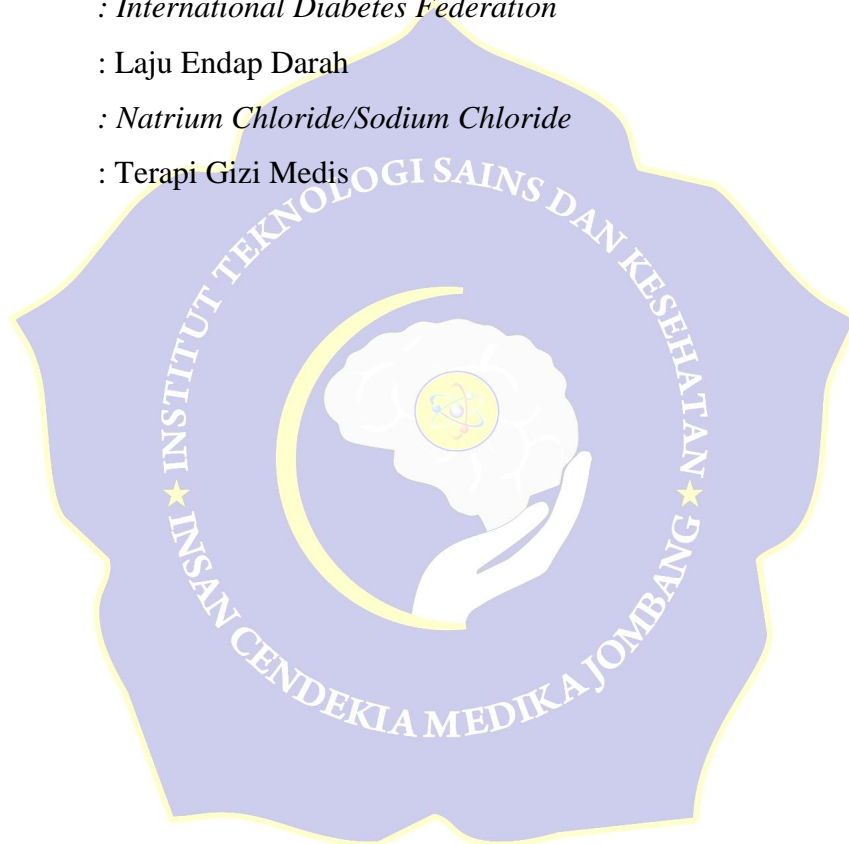 : International Diabetes Federation
: Laju Endap Darah
: Natrium Chloride/Sodium Chloride
: Terapi Gizi Medis
INSTITUT TEKNOLOGI SAINS DAN KESEHATAN
INSAN CENDEKIA MEDIKA JOMBANG